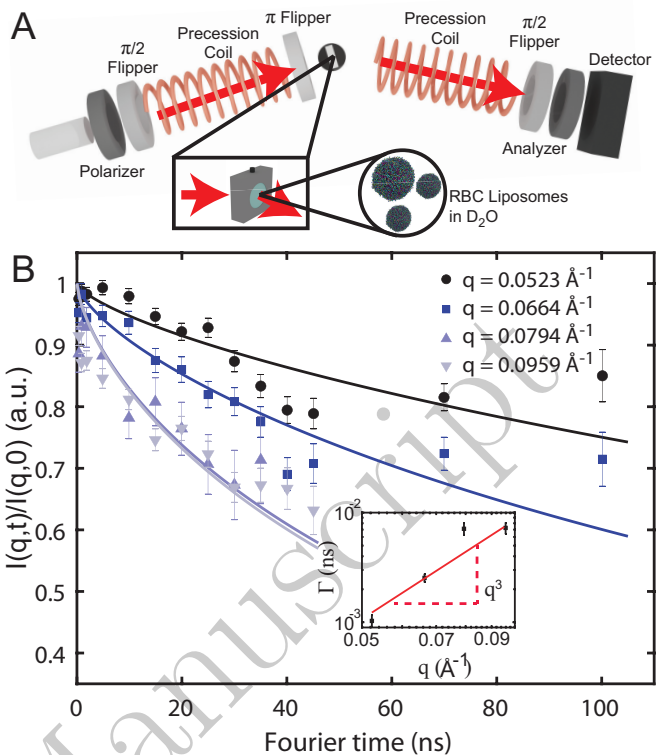 A
π/2
Flipper
Precession
Coil
π Flipper
Precession
Coil
π/2
Flipper
Detector
Polarizer
Analyzer
RBC Liposomes
in D₂O
B
q = 0.0523 Å⁻¹
q = 0.0664 Å⁻¹
q = 0.0794 Å⁻¹
q = 0.0959 Å⁻¹
I(q,t)/I(q,0) (a.u.)
1
0.9
0.8
0.7
0.6
0.5
0.4
0
20
40
60
80
100
Fourier time (ns)
Γ (ns)
10⁻²
10⁻³
q³
0.05
0.07
0.09
q (Å⁻¹)
Manuscript